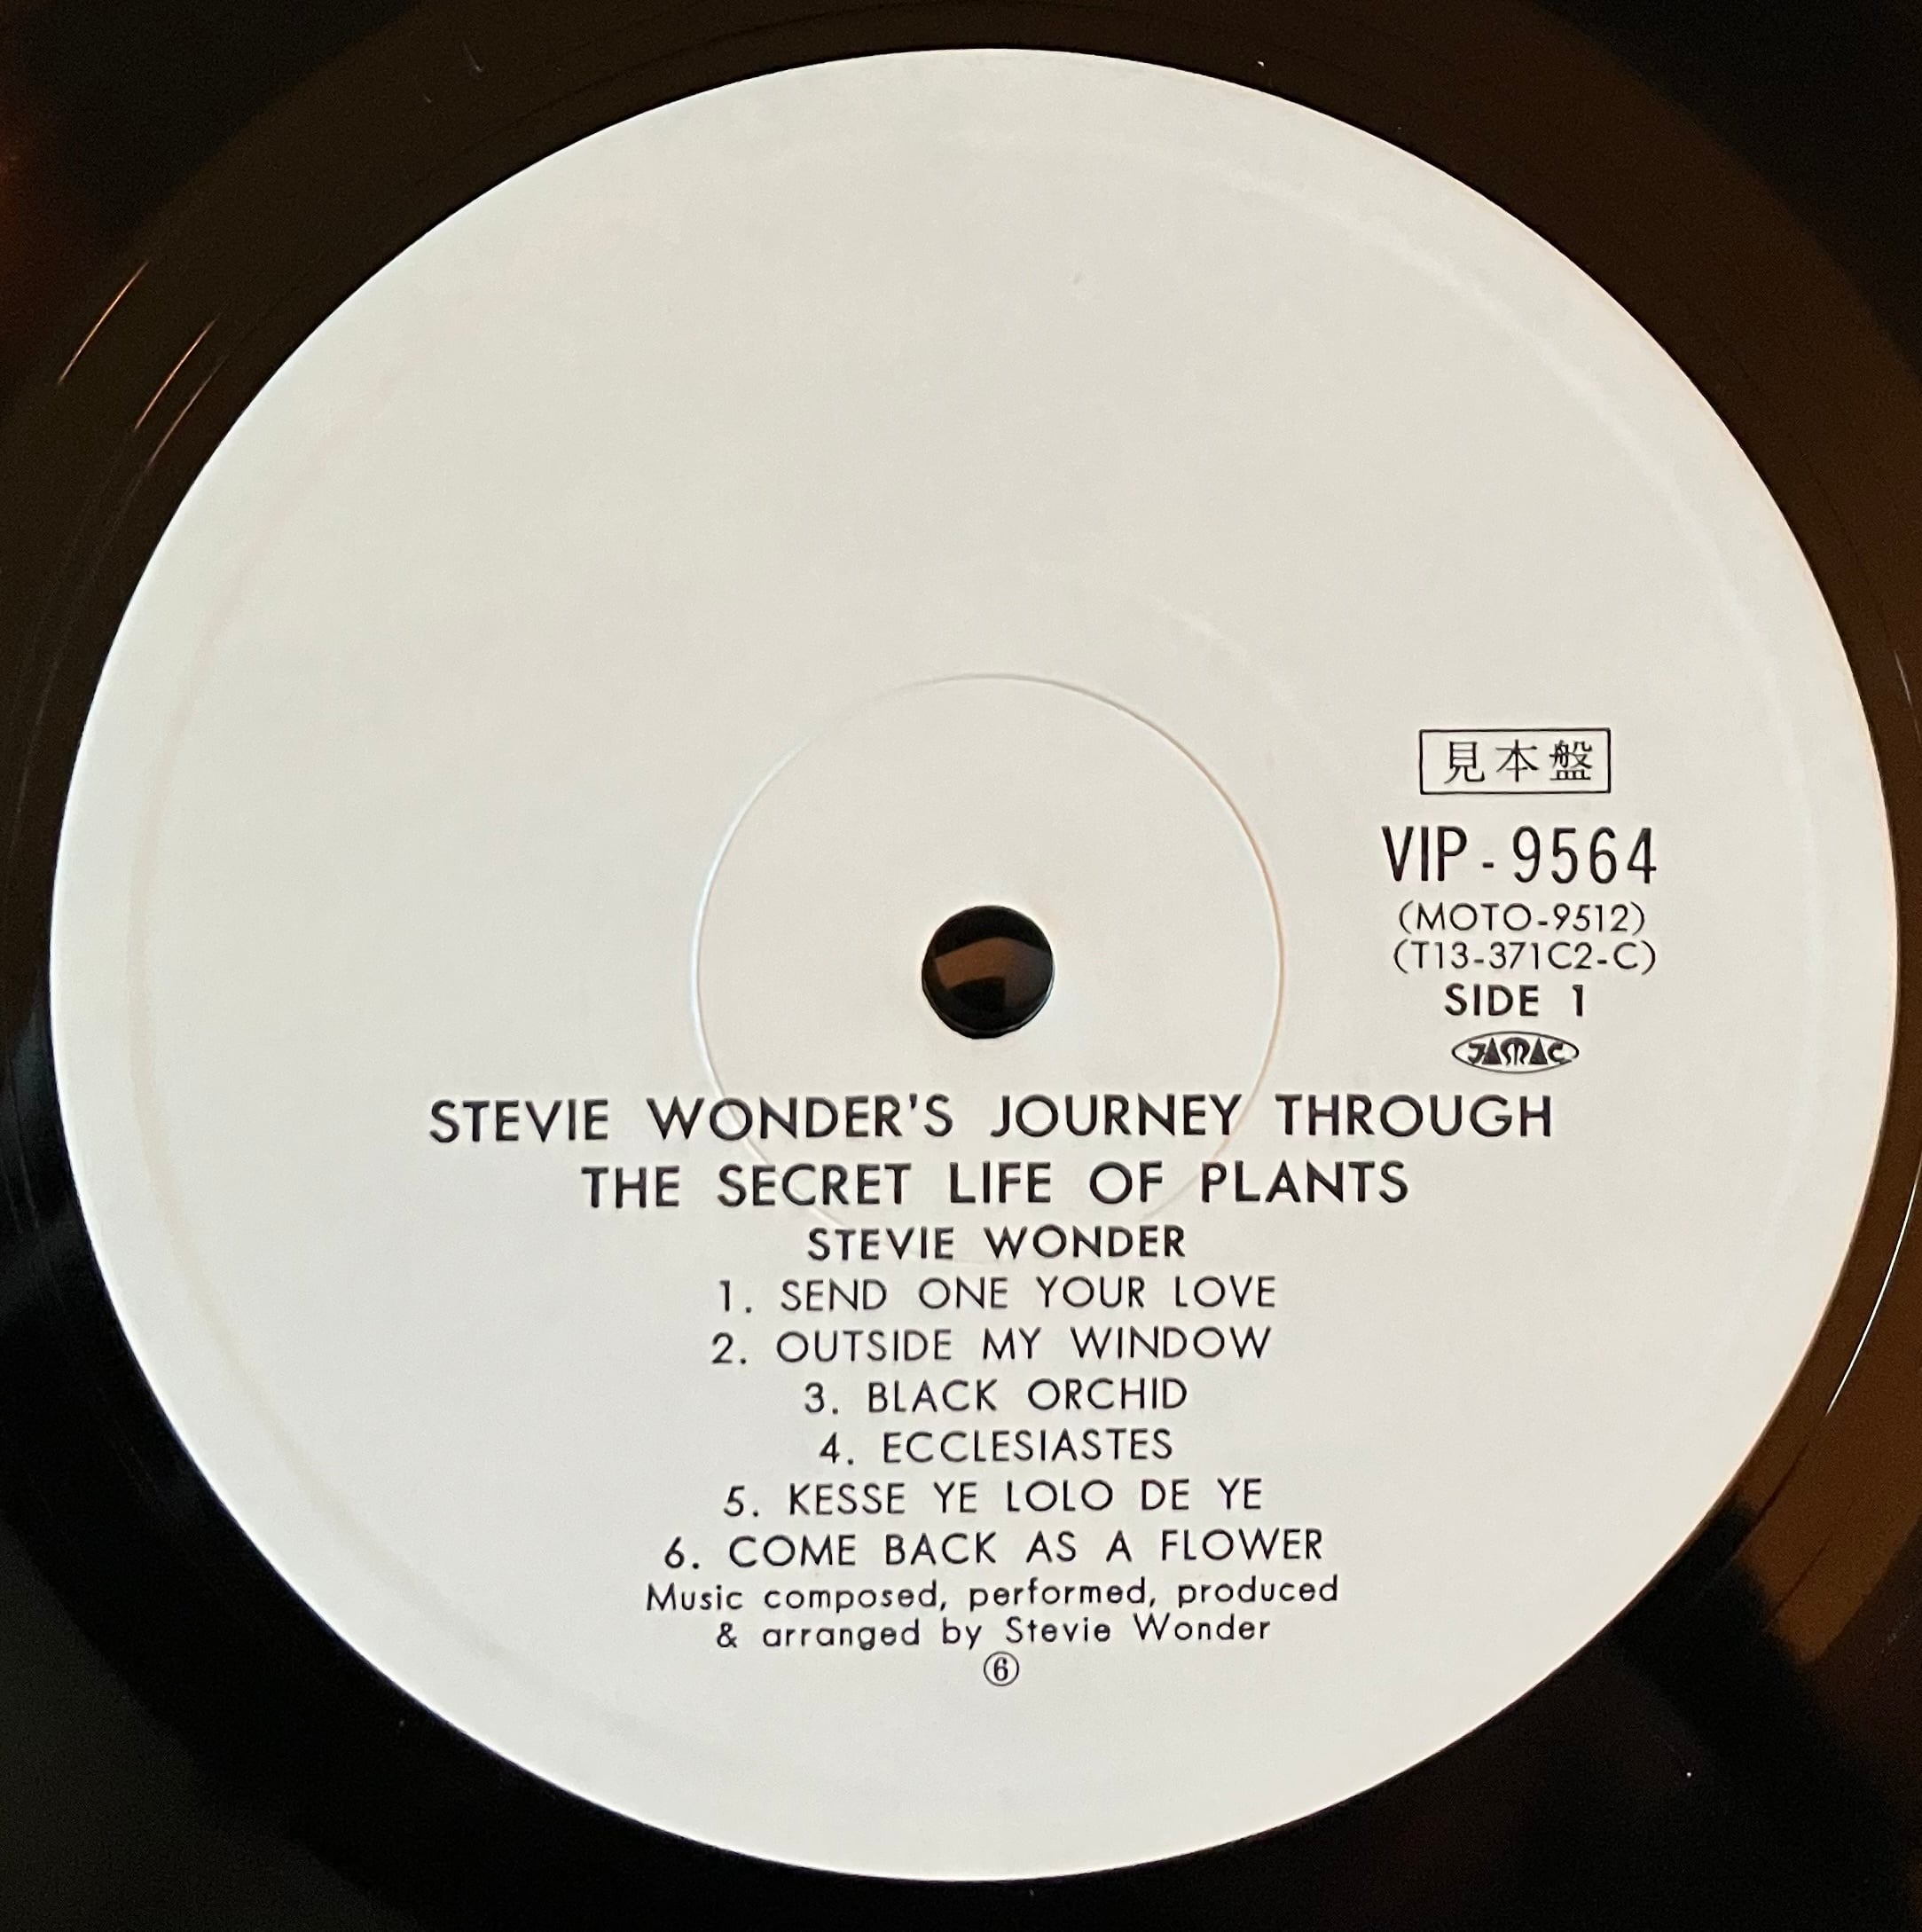 見本盤
VIP-9564
(MOTO-9512)
(T13-371C2-C)
SIDE 1
JASRAC
STEVIE WONDER'S JOURNEY THROUGH
THE SECRET LIFE OF PLANTS
STEVIE WONDER
1. SEND ONE YOUR LOVE
2. OUTSIDE MY WINDOW
3. BLACK ORCHID
4. ECCLESIASTES
5. KESSE YE LOLO DE YE
6. COME BACK AS A FLOWER
Music composed, performed, produced
& arranged by Stevie Wonder
⑥